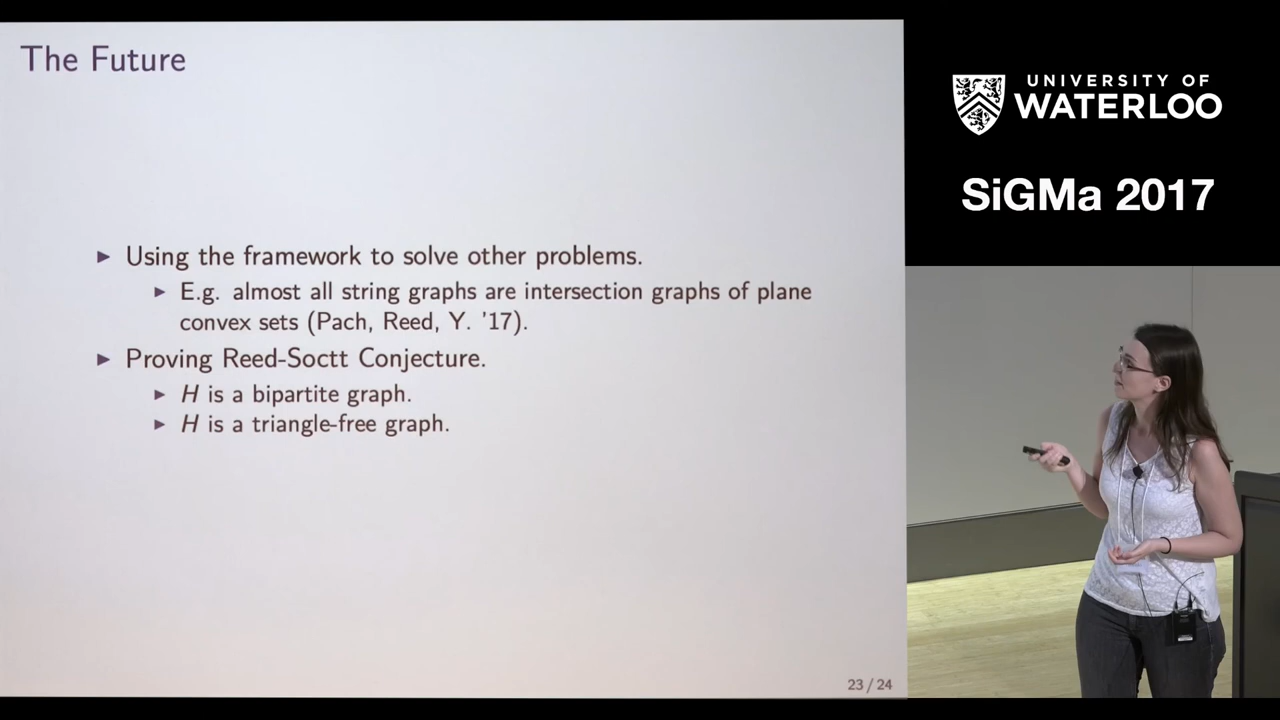 The Future
▶ Using the framework to solve other problems.
▶ E.g. almost all string graphs are intersection graphs of plane
convex sets (Pach, Reed, Y. '17).
▶ Proving Reed-Soctt Conjecture.
▶ H is a bipartite graph.
▶ H is a triangle-free graph.
23 / 24
UNIVERSITY OF
WATERLOO
SiGMa 2017